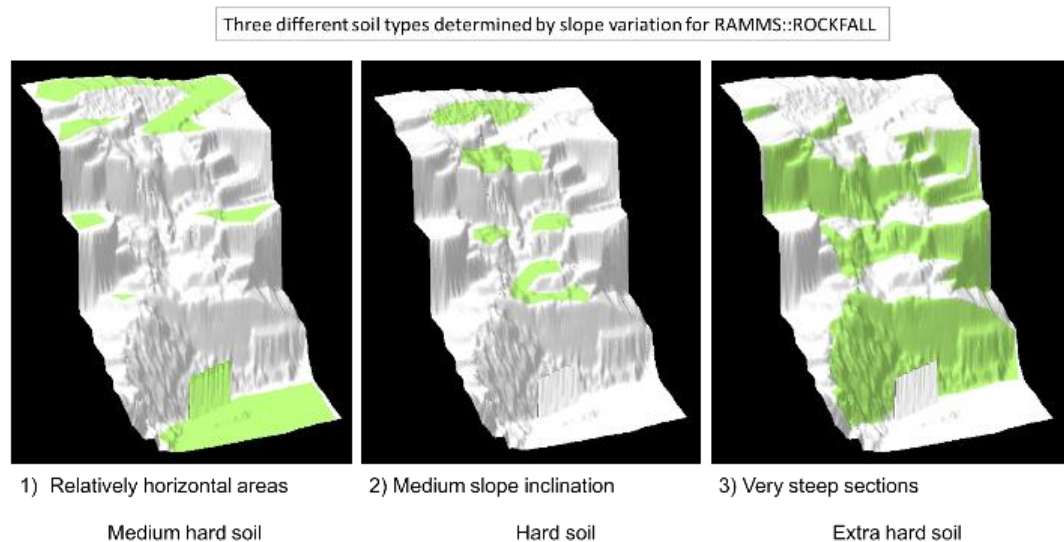 Three different soil types determined by slope variation for RAMMS::ROCKFALL
1) Relatively horizontal areas
2) Medium slope inclination
3) Very steep sections
Medium hard soil
Hard soil
Extra hard soil